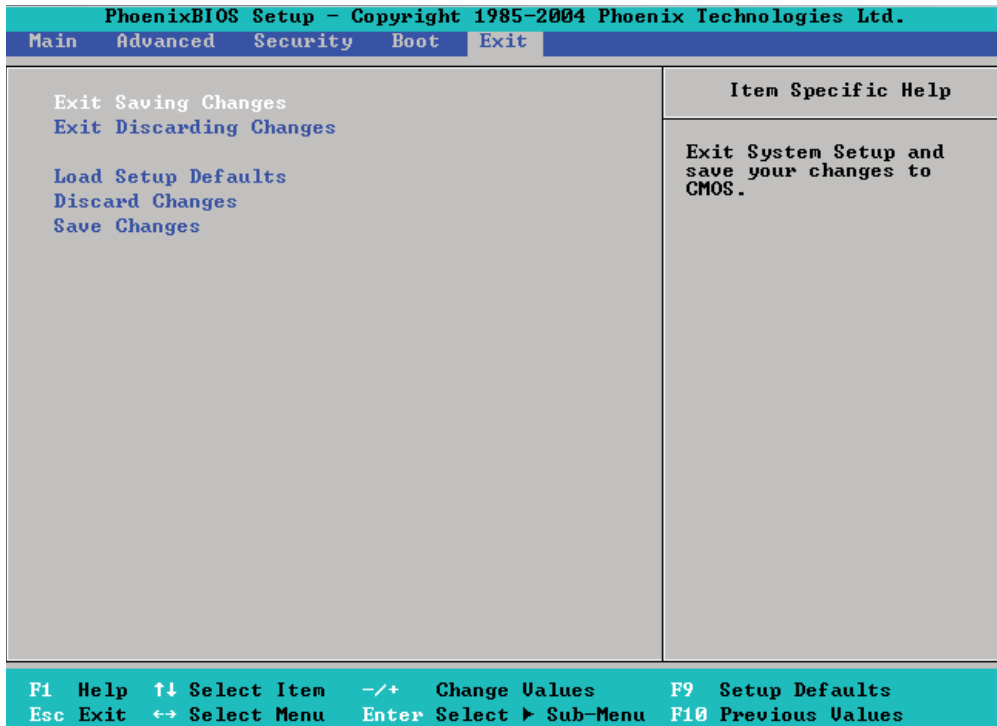 PhoenixBIOS Setup - Copyright 1985-2004 Phoenix Technologies Ltd.
Main Advanced Security Boot Exit
Exit Saving Changes
Exit Discarding Changes
Load Setup Defaults
Discard Changes
Save Changes
Item Specific Help
Exit System Setup and
save your changes to
CMOS.
F1 Help ↑↓ Select Item -/+ Change Values F9 Setup Defaults
Esc Exit ↔ Select Menu Enter Select ▶ Sub-Menu F10 Previous Values